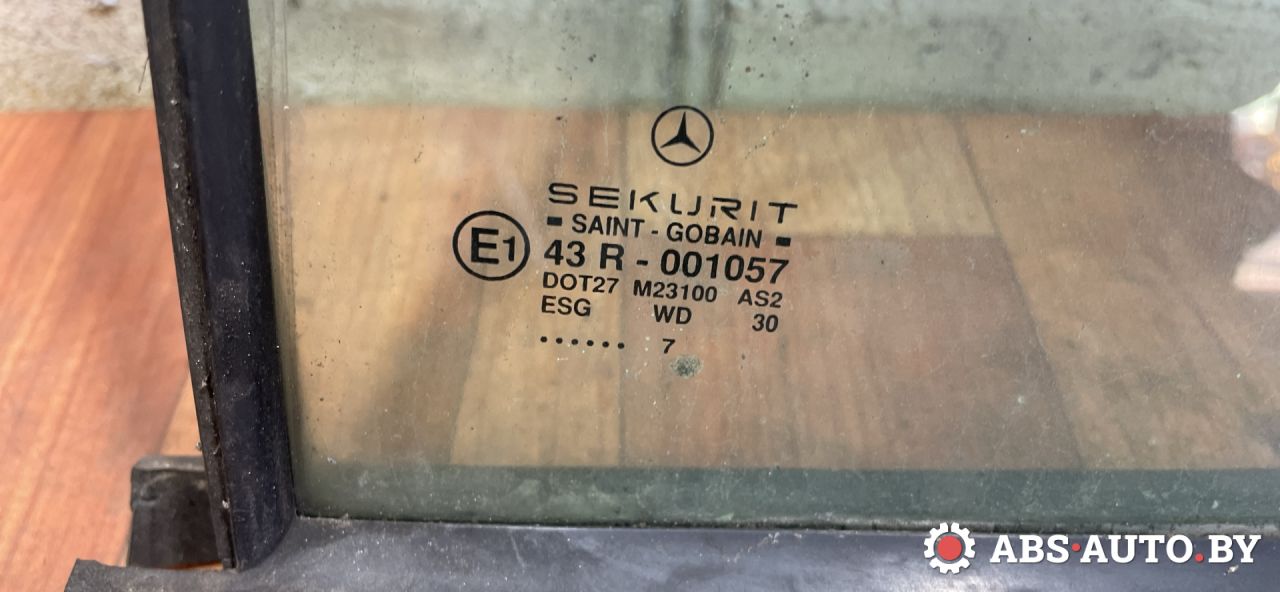 SEKURIT
SAINT - GOBAIN
E1
43 R - 001057
DOT27 M23100 AS2
ESG WD 30
...... 7
ABS·AUTO.BY